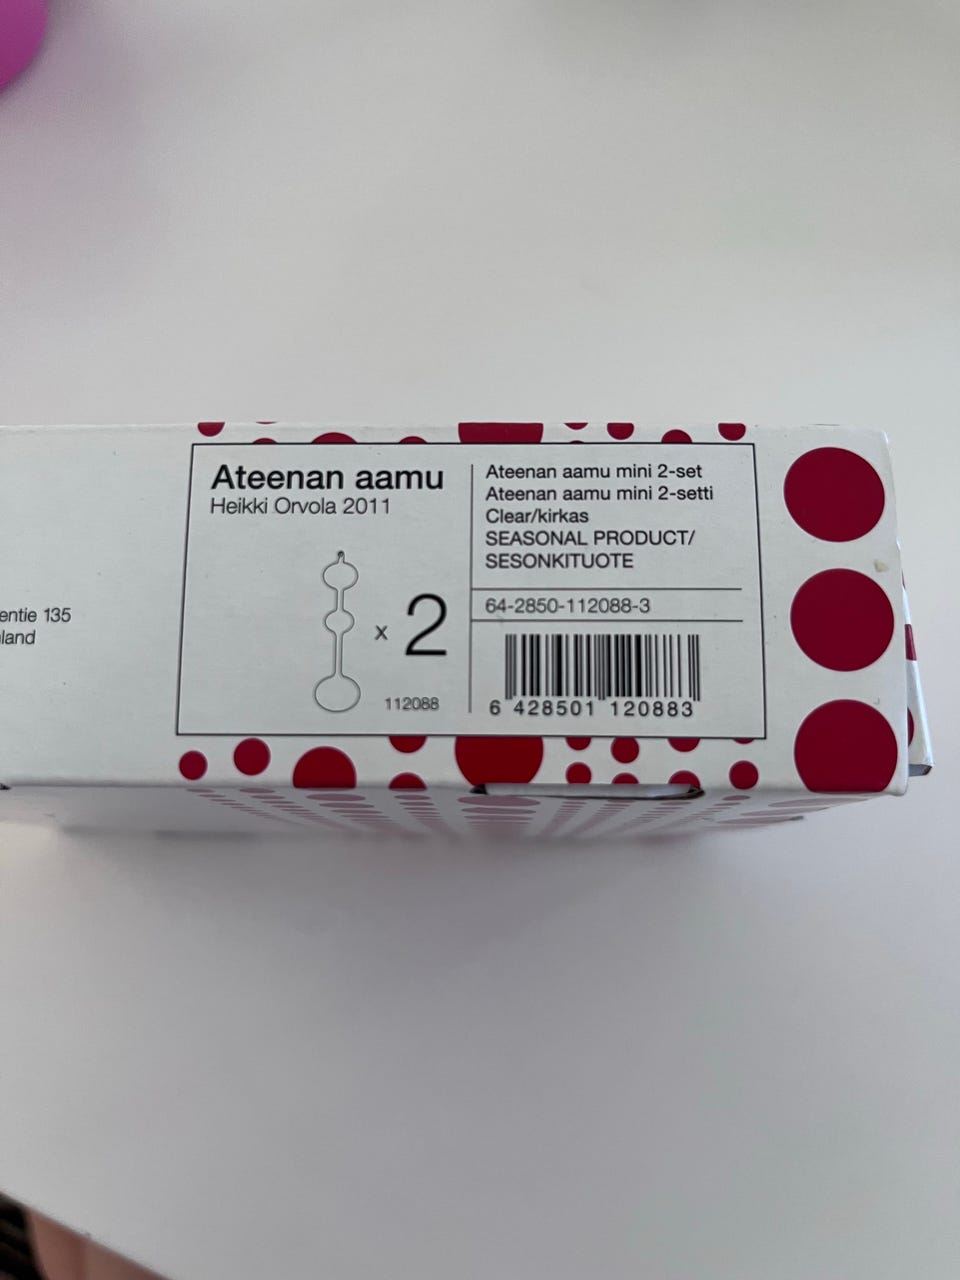 entie 135
land
Ateenan aamu
Heikki Orvola 2011
x 2
112088
Ateenan aamu mini 2-set
Ateenan aamu mini 2-setti
Clear/kirkas
SEASONAL PRODUCT/
SESONKITUOTE
64-2850-112088-3
6 428501 120883